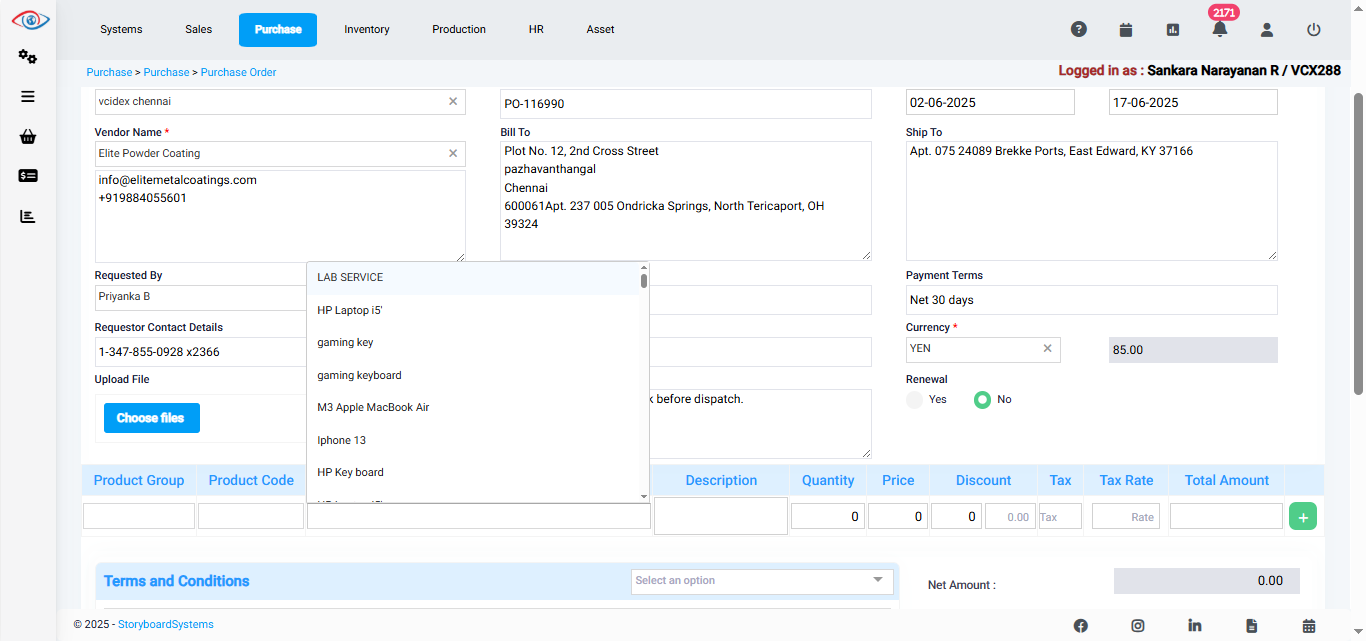 Systems
Sales
Purchase
Inventory
Production
HR
Asset
2171
Purchase > Purchase > Purchase Order
Logged in as : Sankara Narayanan R / VCX288
vcidex chennai
PO-116990
02-06-2025
17-06-2025
Vendor Name *
Bill To
Ship To
Elite Powder Coating
info@elitemetalcoatings.com
+919884055601
Plot No. 12, 2nd Cross Street
pazhavanthangal
Chennai
600061Apt. 237 005 Ondricka Springs, North Tericaport, OH
39324
Apt. 075 24089 Brekke Ports, East Edward, KY 37166
Requested By
Priyanka B
Payment Terms
Net 30 days
Requestor Contact Details
1-347-855-0928 x2366
Currency *
YEN
85.00
Upload File
Choose files
Renewal
Yes
No
before dispatch.
LAB SERVICE
HP Laptop i5'
gaming key
gaming keyboard
M3 Apple MacBook Air
Iphone 13
HP Key board
Product Group
Product Code
Description
Quantity
Price
Discount
Tax
Tax Rate
Total Amount
0
0
0
0.00
Tax
Rate
+
Terms and Conditions
Select an option
Net Amount :
0.00
© 2025 - StoryboardSystems